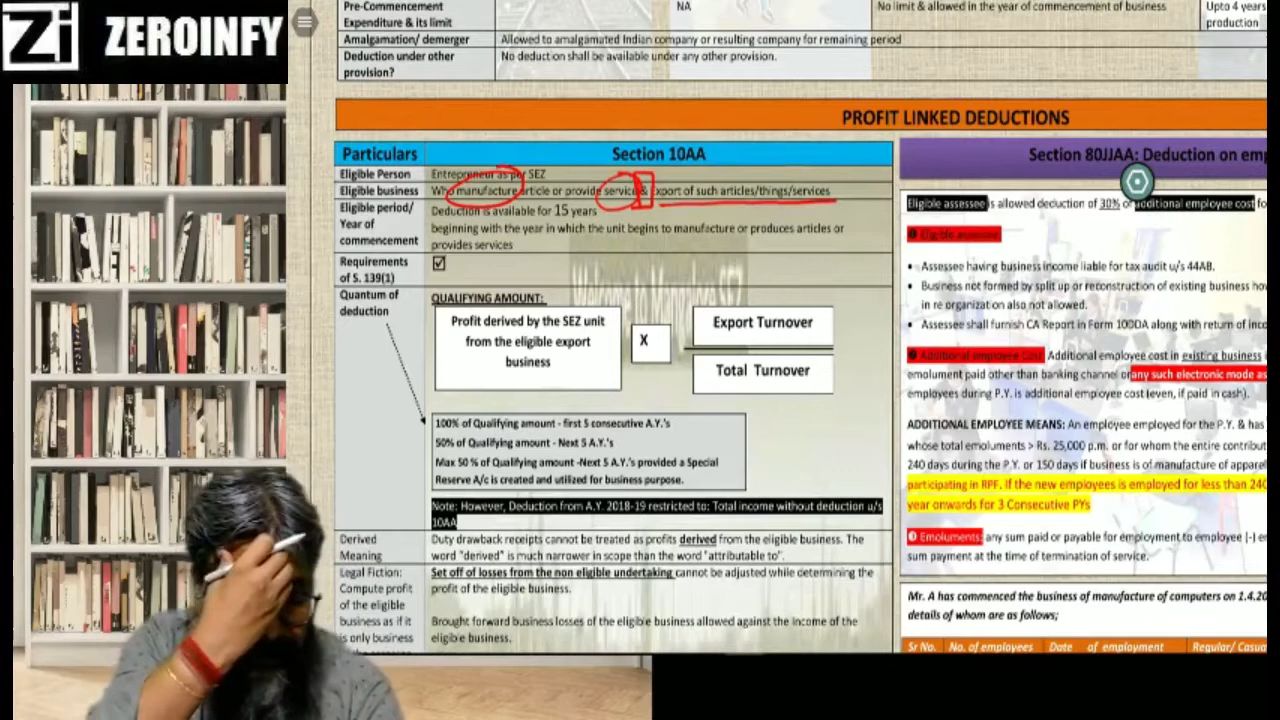 Zi ZEROINFY
Pre-Commencement
Expenditure & its limit
NA
No limit & allowed in the year of commencement of business
Upto 4 years
production
Amalgamation/ demerger
Allowed to amalgamated Indian company or resulting company for remaining period
Deduction under other
provision?
No deduction shall be available under any other provision.
PROFIT LINKED DEDUCTIONS
Particulars
Section 10AA
Eligible Person
Entrepreneur as per SEZ
Eligible business
Who manufacture article or provide service & export of such articles/things/services
Eligible period/
Year of
commencement
Deduction is available for 15 years
beginning with the year in which the unit begins to manufacture or produces articles or
provides services
Requirements
of S. 139(1)
Quantum of
deduction
QUALIFYING AMOUNT:
Profit derived by the SEZ unit
from the eligible export
business
X
Export Turnover
Total Turnover
100% of Qualifying amount - first 5 consecutive A.Y.'s
50% of Qualifying amount - Next 5 A.Y.'s
Max 50 % of Qualifying amount -Next 5 A.Y.'s provided a Special
Reserve A/c is created and utilized for business purpose.
Note: However, Deduction from A.Y. 2018-19 restricted to: Total income without deduction u/s
10AA
Derived
Meaning
Duty drawback receipts cannot be treated as profits derived from the eligible business. The
word "derived" is much narrower in scope than the word "attributable to".
Legal Fiction:
Compute profit
of the eligible
business as if it
is only business
Set off of losses from the non eligible undertaking cannot be adjusted while determining the
profit of the eligible business.
Brought forward business losses of the eligible business allowed against the income of the
eligible business.
Section 80JJAA: Deduction on emp
Eligible assessee is allowed deduction of 30% of additional employee cost fo
Eligible assessee:
• Assessee having business income liable for tax audit u/s 44AB.
• Business not formed by split up or reconstruction of existing business how
in re organization also not allowed.
• Assessee shall furnish CA Report in Form 10DA along with return of inco
Additional employee Cost: Additional employee cost in existing business
emolument paid other than banking channel or any such electronic mode as
employees during P.Y. is additional employee cost (even, if paid in cash).
ADDITIONAL EMPLOYEE MEANS: An employee employed for the P.Y. & has
whose total emoluments > Rs. 25,000 p.m. or for whom the entire contribut
240 days during the P.Y. or 150 days if business is of manufacture of appare
participating in RPF. If the new employees is employed for less than 240
year onwards for 3 Consecutive PYs
Emoluments: any sum paid or payable for employment to employee (-) e
sum payment at the time of termination of service.
Mr. A has commenced the business of manufacture of computers on 1.4.20
details of whom are as follows;
Sr No.
No. of employees
Date of employment
Regular/ Casua